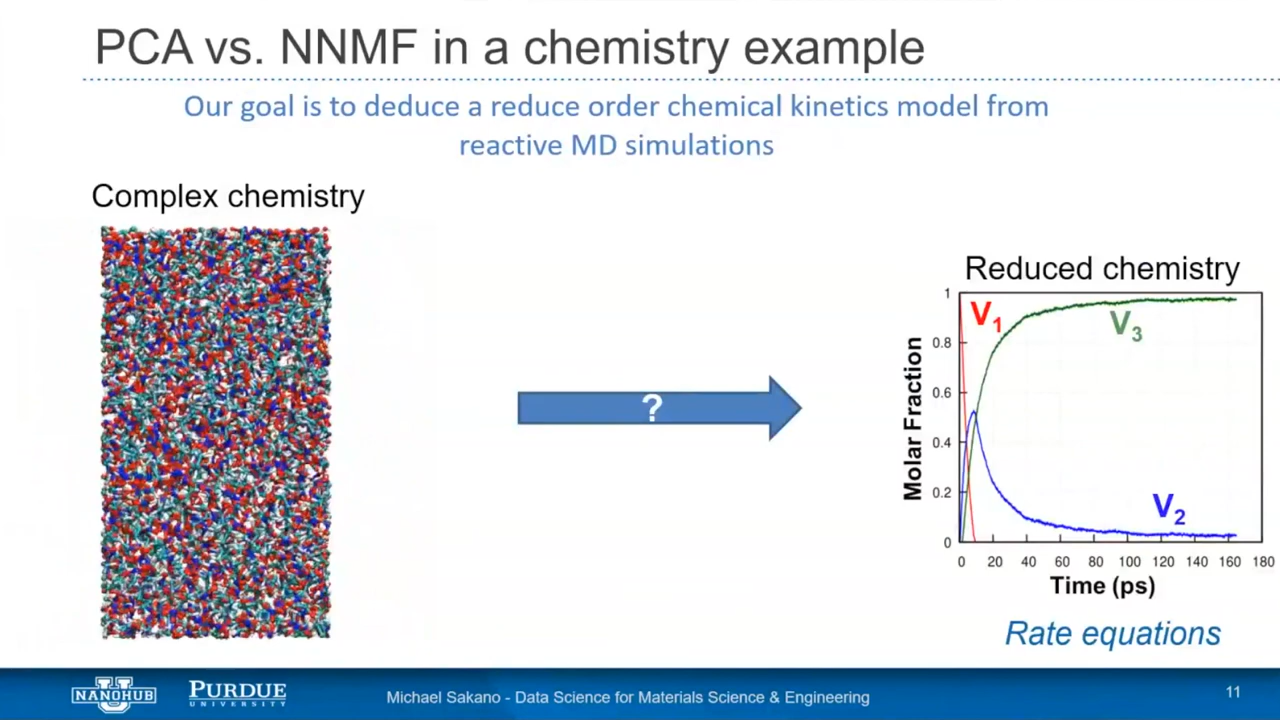 PCA vs. NNMF in a chemistry example
Our goal is to deduce a reduce order chemical kinetics model from
reactive MD simulations
Complex chemistry
?
Reduced chemistry
Molar Fraction
1
0.8
0.6
0.4
0.2
0
V1
V3
V2
0 20 40 60 80 100 120 140 160 180
Time (ps)
Rate equations
NANOHUB
PURDUE
UNIVERSITY
Michael Sakano - Data Science for Materials Science & Engineering
11